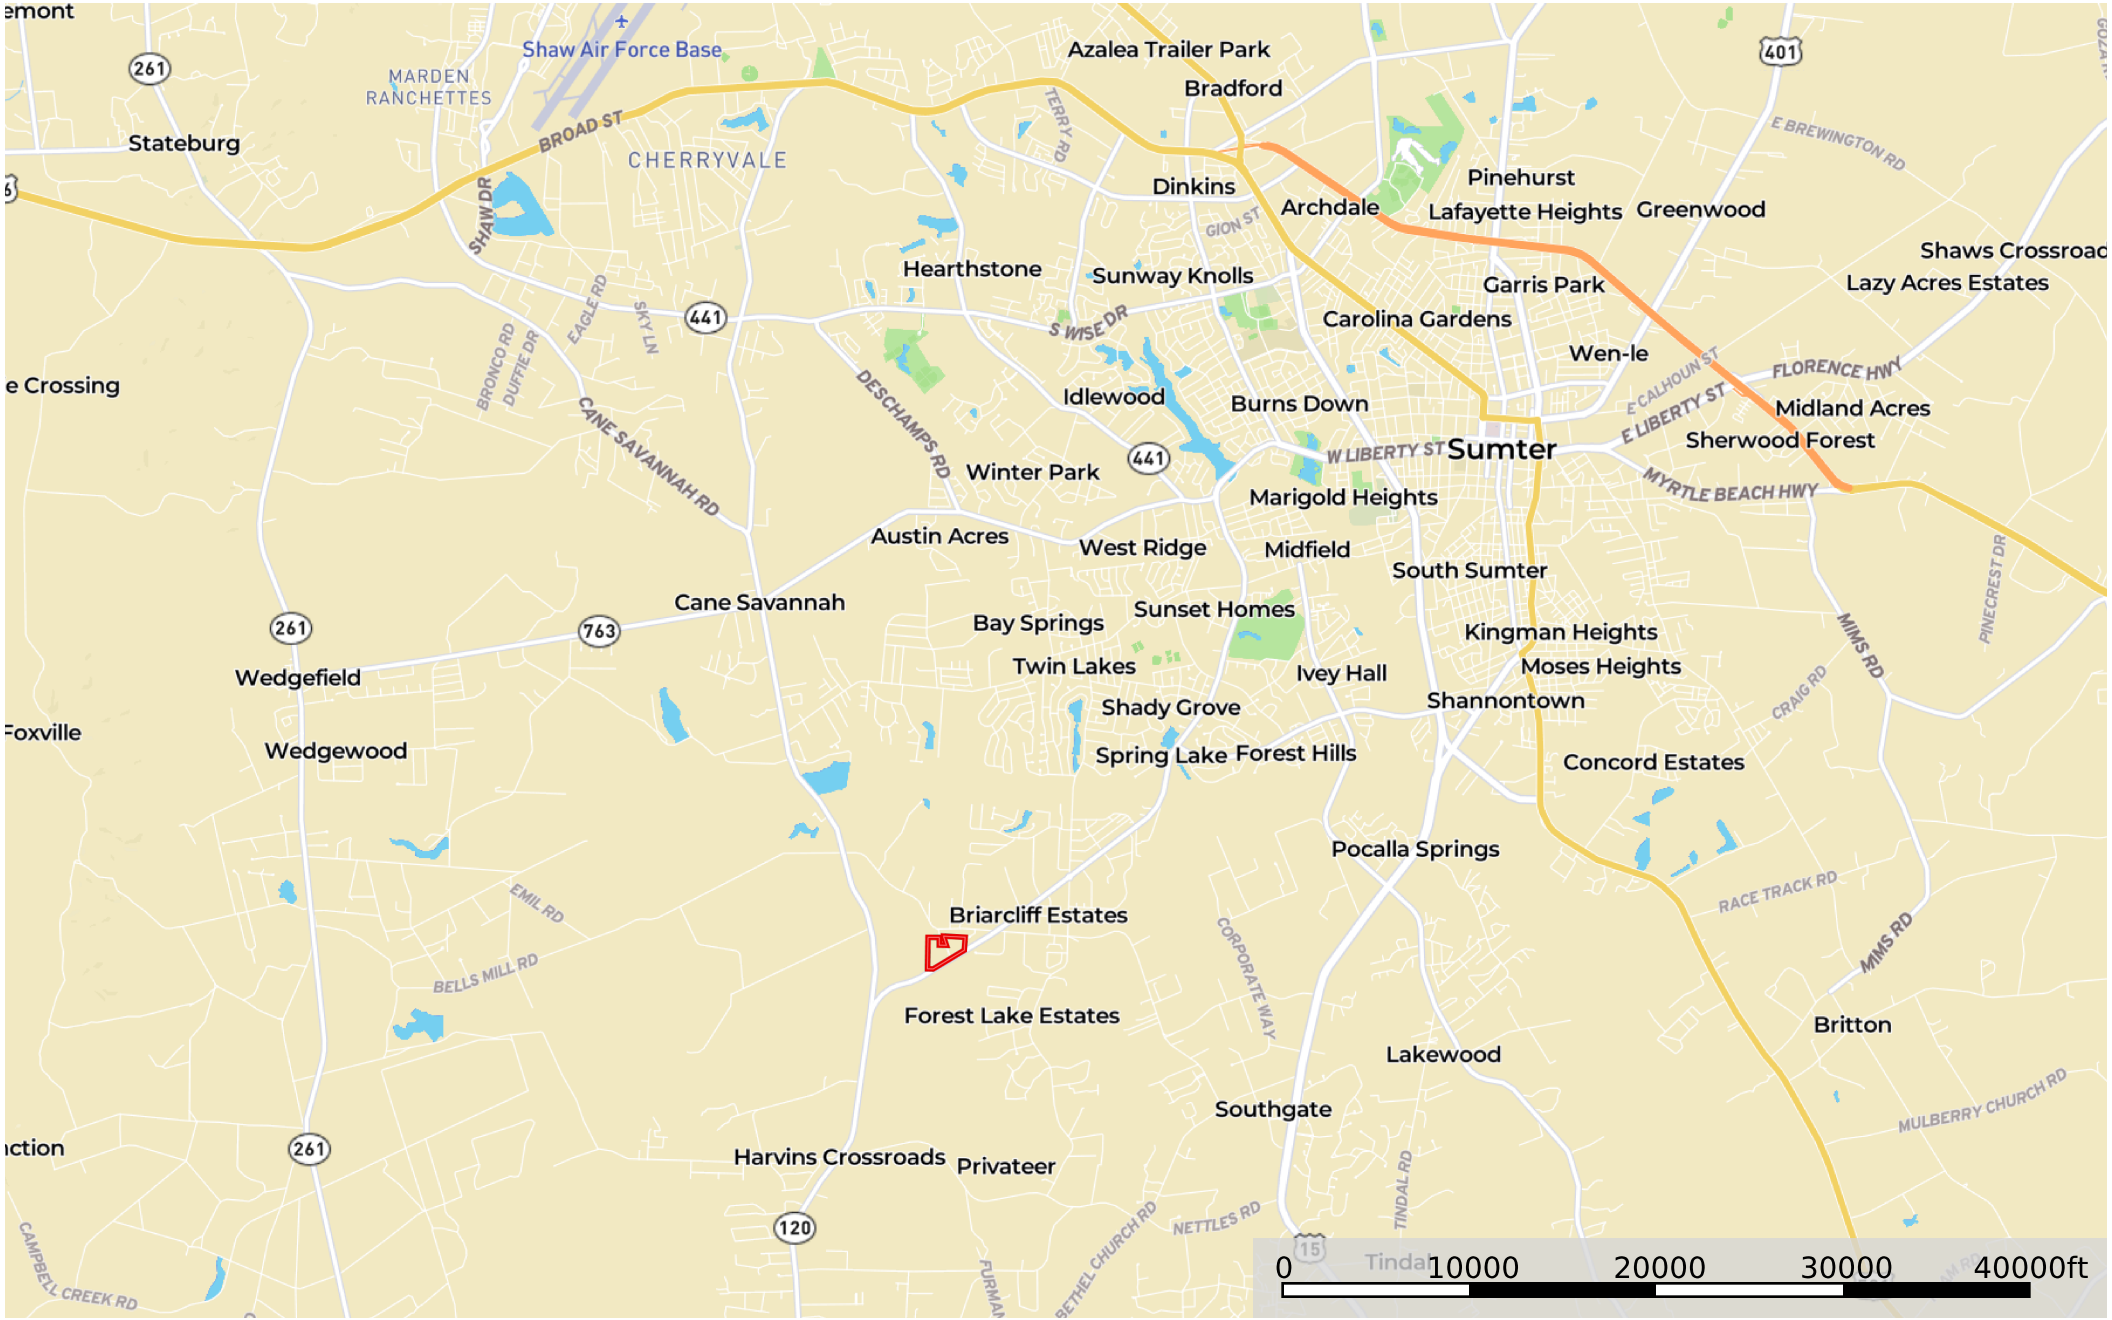 emont
261
Shaw Air Force Base
MARDEN
RANCHETTES
Azalea Trailer Park
Bradford
401
Stateburg
BROAD ST
CHERRYVALE
TERRY RD
E BREWINGTON RD
6
SHAW DR
Dinkins
Pinehurst
Archdale
Lafayette Heights
Greenwood
GION ST
Shaws Crossroad
Hearthstone
Sunway Knolls
Garris Park
Lazy Acres Estates
EAGLE RD
SKY LN
441
S WISE DR
Carolina Gardens
BRONCO RD
DUFFIE DR
Wen-le
E CALHOUN ST
FLORENCE HWY
e Crossing
DESCHAMPS RD
Idlewood
Burns Down
E LIBERTY ST
Midland Acres
CANE SAVANNAH RD
Sherwood Forest
W LIBERTY ST
Sumter
441
Winter Park
Marigold Heights
MYRTLE BEACH HWY
Austin Acres
West Ridge
Midfield
South Sumter
PINECREST DR
Cane Savannah
Bay Springs
Sunset Homes
261
763
Kingman Heights
MIMS RD
Wedgefield
Twin Lakes
Ivey Hall
Moses Heights
CRAIG RD
Shady Grove
Shannontown
Foxville
Wedgewood
Spring Lake
Forest Hills
Concord Estates
Pocalla Springs
EMIL RD
RACE TRACK RD
Briarcliff Estates
CORPORATE WAY
MIMS RD
BELLS MILL RD
Forest Lake Estates
Britton
Lakewood
Southgate
MULBERRY CHURCH RD
nction
261
Harvins Crossroads
Privateer
TINDAL RD
120
BETHEL CHURCH RD
NETTLES RD
CAMPBELL CREEK RD
FURMAN
15
Tindal
AM RD
0 10000 20000 30000 40000ft